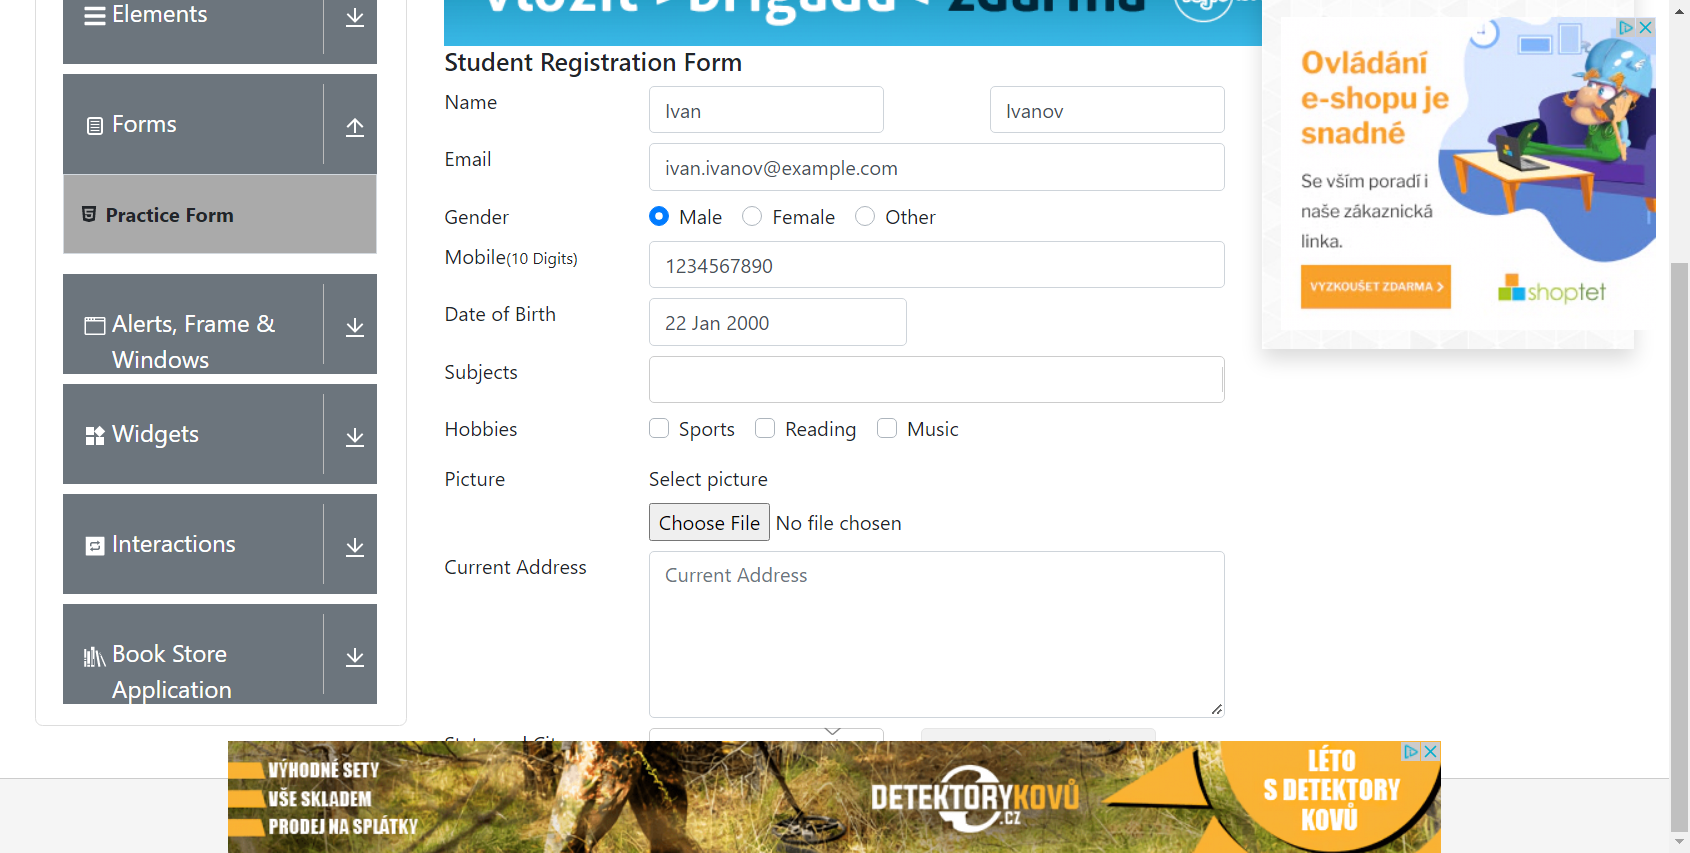 Elements
Forms
Practice Form
Alerts, Frame &
Windows
Widgets
Interactions
Book Store
Application
vložit > brigádu < zdarma
Student Registration Form
Name
Ivan
Ivanov
Email
ivan.ivanov@example.com
Gender
Male
Female
Other
Mobile(10 Digits)
1234567890
Date of Birth
22 Jan 2000
Subjects
Hobbies
Sports
Reading
Music
Picture
Select picture
Choose File
No file chosen
Current Address
Current Address
Ovládání
e-shopu je
snadné
Se vším poradí i
naše zákaznická
linka.
VYZKOUŠET ZDARMA
shoptet
VÝHODNÉ SETY
VŠE SKLADEM
PRODEJ NA SPLÁTKY
DETEKTORYKOVŮ
.CZ
LÉTO
S DETEKTORY
KOVŮ